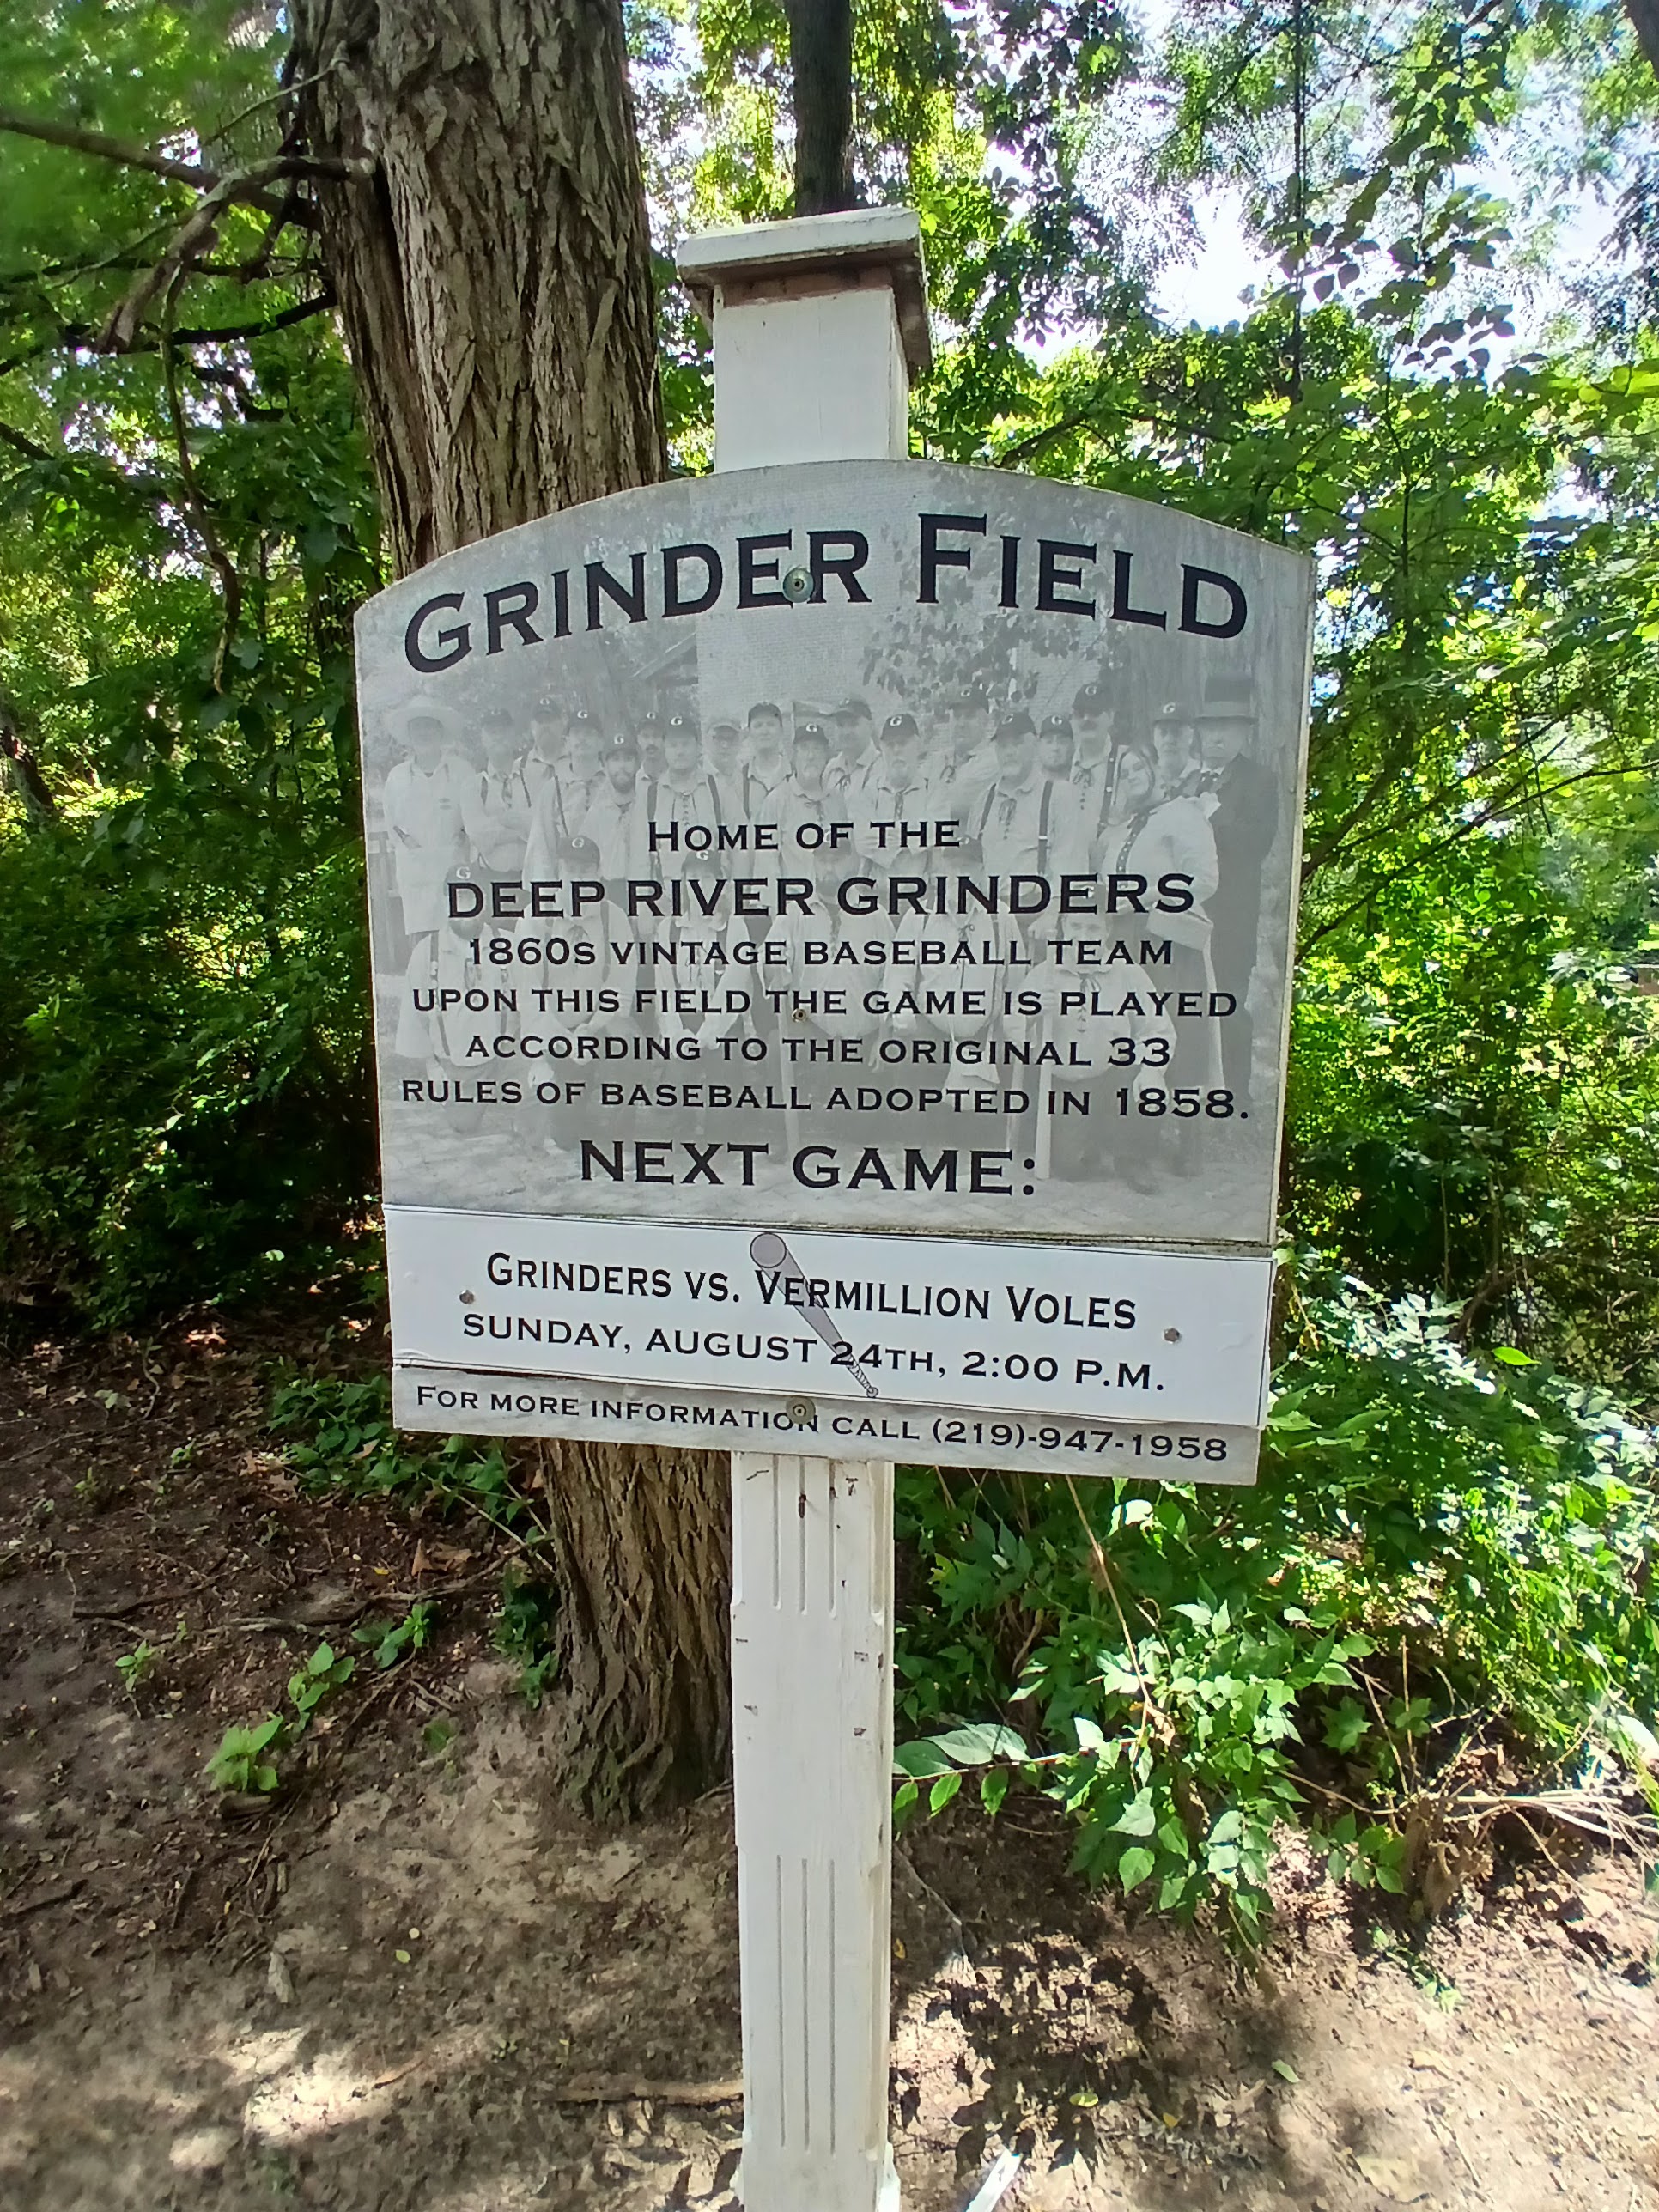 GRINDER FIELD
HOME OF THE
DEEP RIVER GRINDERS
1860S VINTAGE BASEBALL TEAM
UPON THIS FIELD THE GAME IS PLAYED
ACCORDING TO THE ORIGINAL 33
RULES OF BASEBALL ADOPTED IN 1858.
NEXT GAME:
GRINDERS VS. VERMILLION VOLES
SUNDAY, AUGUST 24TH, 2:00 P.M.
FOR MORE INFORMATION CALL (219)-947-1958